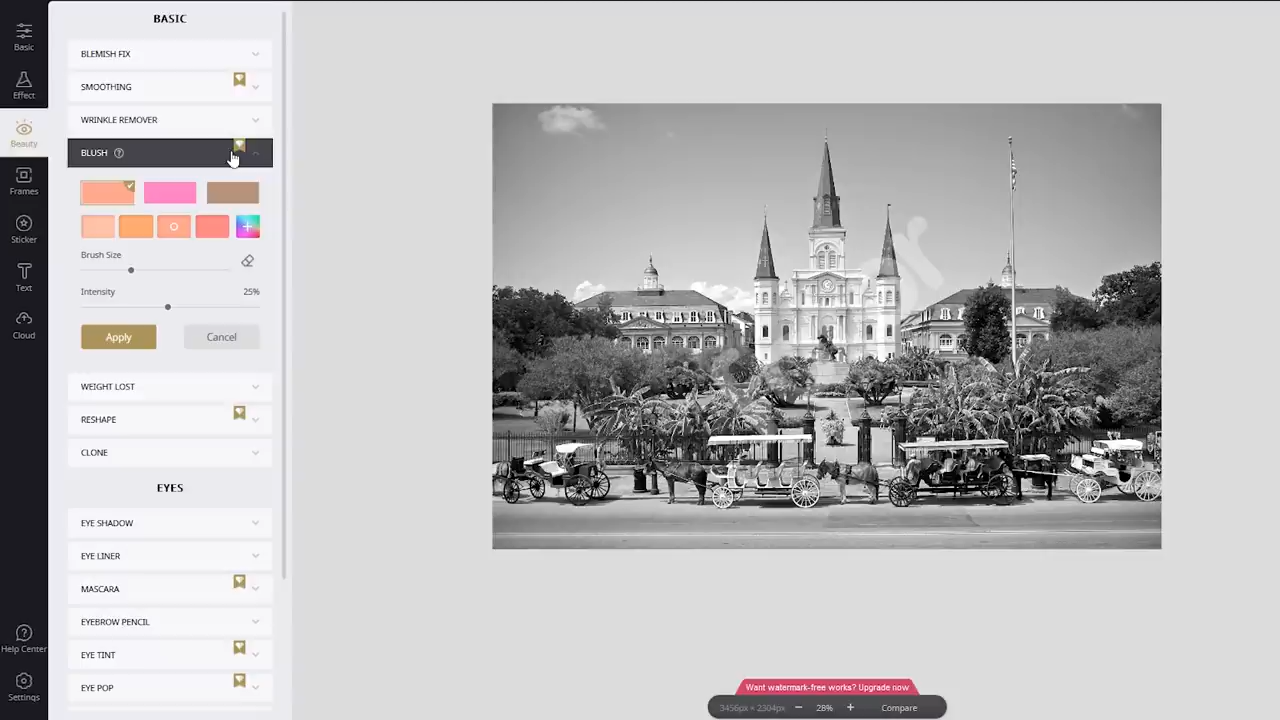 Basic
Effect
Beauty
Frames
Sticker
Text
Cloud
Help Center
Settings
BASIC
BLEMISH FIX
SMOOTHING
WRINKLE REMOVER
BLUSH ?
Brush Size
Intensity 25%
Apply Cancel
WEIGHT LOST
RESHAPE
CLONE
EYES
EYE SHADOW
EYE LINER
MASCARA
EYEBROW PENCIL
EYE TINT
EYE POP
Want watermark-free works? Upgrade now
3456px × 2304px − 28% + Compare